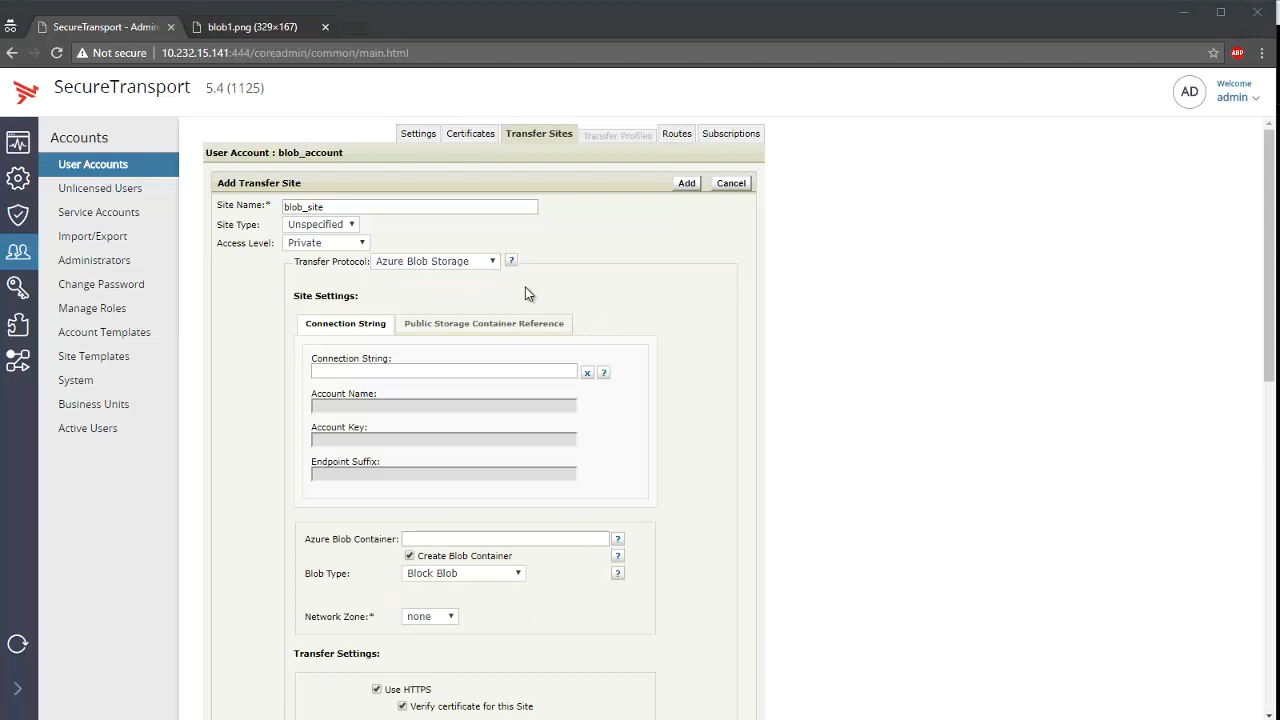 SecureTransport - Admin
blob1.png (329×167)
Not secure
10.232.15.141:444/coreadmin/common/main.html
ABP
SecureTransport
5.4 (1125)
AD
Welcome
admin
Accounts
User Accounts
Unlicensed Users
Service Accounts
Import/Export
Administrators
Change Password
Manage Roles
Account Templates
Site Templates
System
Business Units
Active Users
Settings
Certificates
Transfer Sites
Transfer Profiles
Routes
Subscriptions
User Account : blob_account
Add Transfer Site
Add
Cancel
Site Name:* blob_site
Site Type: Unspecified
Access Level: Private
Transfer Protocol: Azure Blob Storage ?
Site Settings:
Connection String
Public Storage Container Reference
Connection String:
x ?
Account Name:
Account Key:
Endpoint Suffix:
Azure Blob Container: ?
Create Blob Container ?
Blob Type: Block Blob ?
Network Zone:* none
Transfer Settings:
Use HTTPS
Verify certificate for this Site